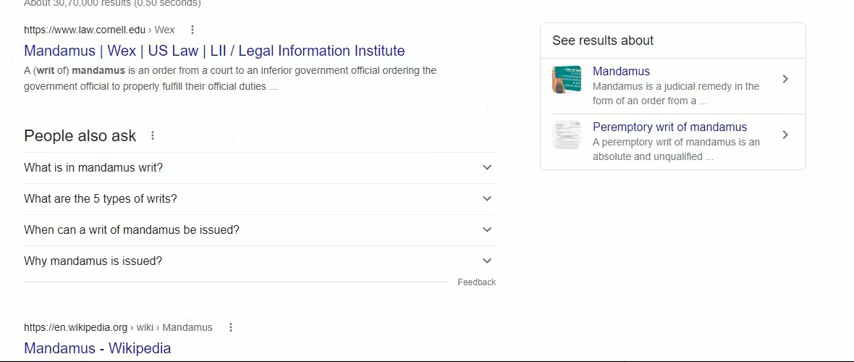 About 30,70,000 results (0.50 seconds)
https://www.law.cornell.edu › Wex
Mandamus | Wex | US Law | LII / Legal Information Institute
A (writ of) mandamus is an order from a court to an inferior government official ordering the
government official to properly fulfill their official duties ...
People also ask
What is in mandamus writ?
What are the 5 types of writs?
When can a writ of mandamus be issued?
Why mandamus is issued?
Feedback
https://en.wikipedia.org › wiki › Mandamus
Mandamus - Wikipedia
See results about
Mandamus
Mandamus is a judicial remedy in the
form of an order from a ...
Peremptory writ of mandamus
A peremptory writ of mandamus is an
absolute and unqualified ...